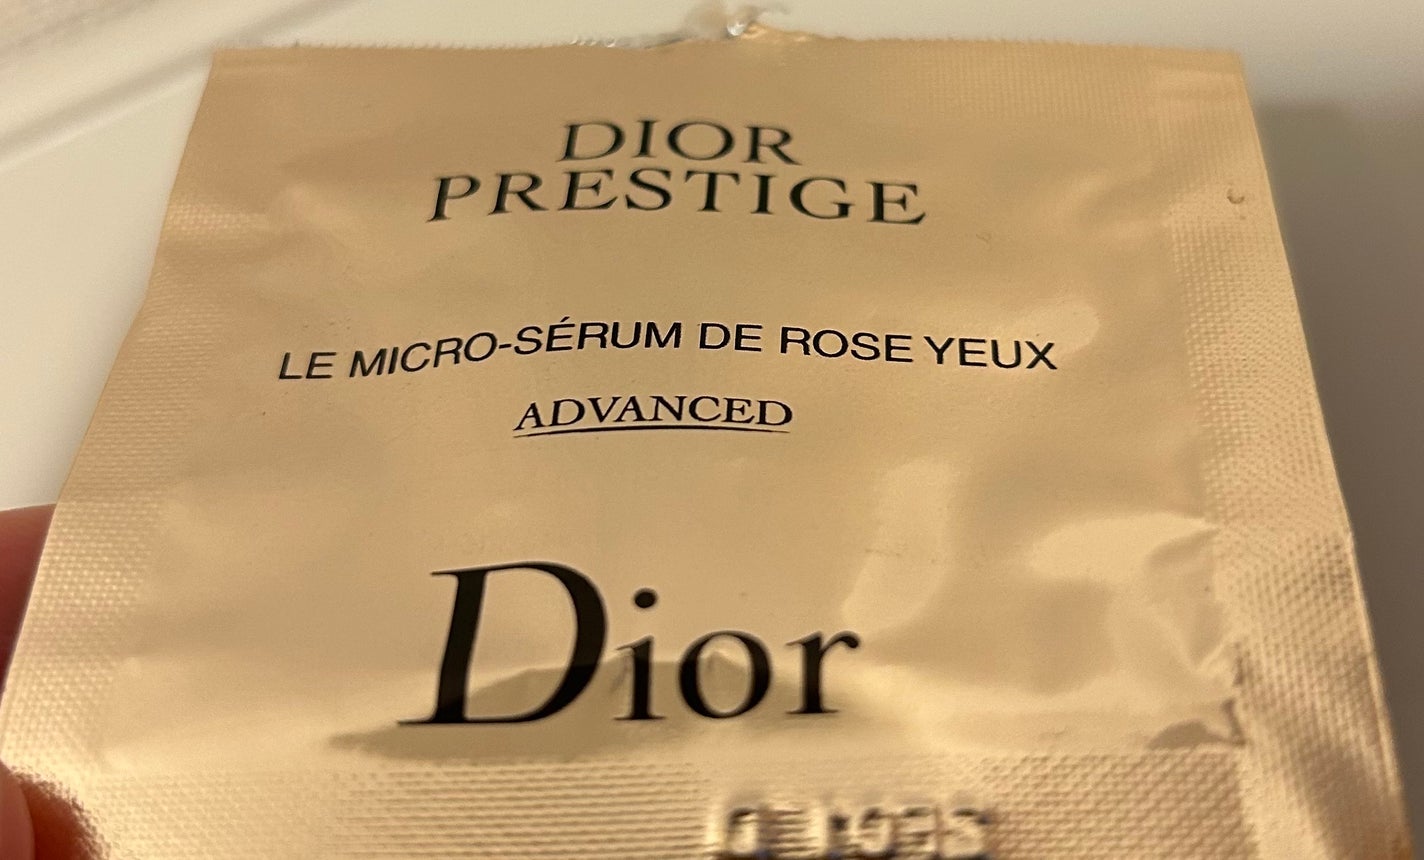 DIOR
PRESTIGE
LE MICRO-SÉRUM DE ROSE YEUX
ADVANCED
Dior